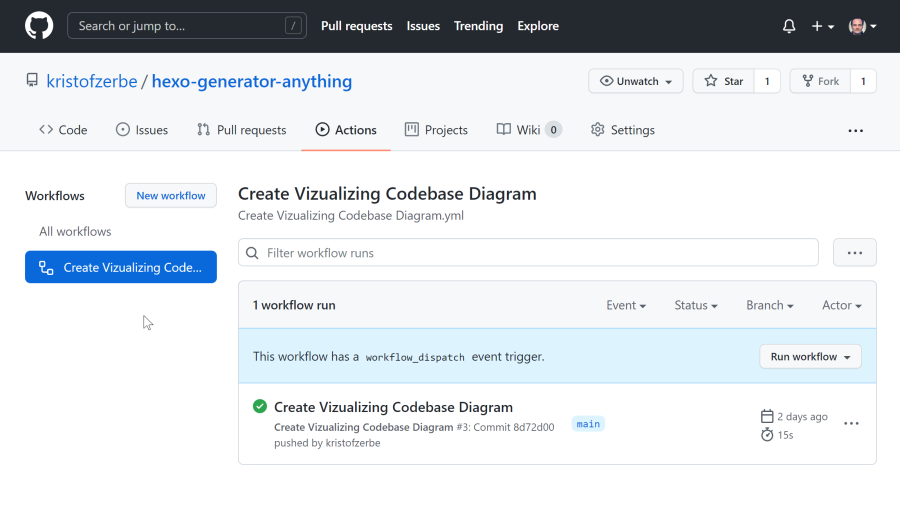 Search or jump to... /
Pull requests Issues Trending Explore
kristofzerbe / hexo-generator-anything
Unwatch Star 1 Fork 1
Code Issues Pull requests Actions Projects Wiki 0 Settings ...
Workflows
New workflow
All workflows
Create Vizualizing Code...
Create Vizualizing Codebase Diagram
Create Vizualizing Codebase Diagram.yml
Filter workflow runs
...
1 workflow run
Event Status Branch Actor
This workflow has a workflow_dispatch event trigger.
Run workflow
Create Vizualizing Codebase Diagram
Create Vizualizing Codebase Diagram #3: Commit 8d72d00
pushed by kristofzerbe
main
2 days ago
15s
...